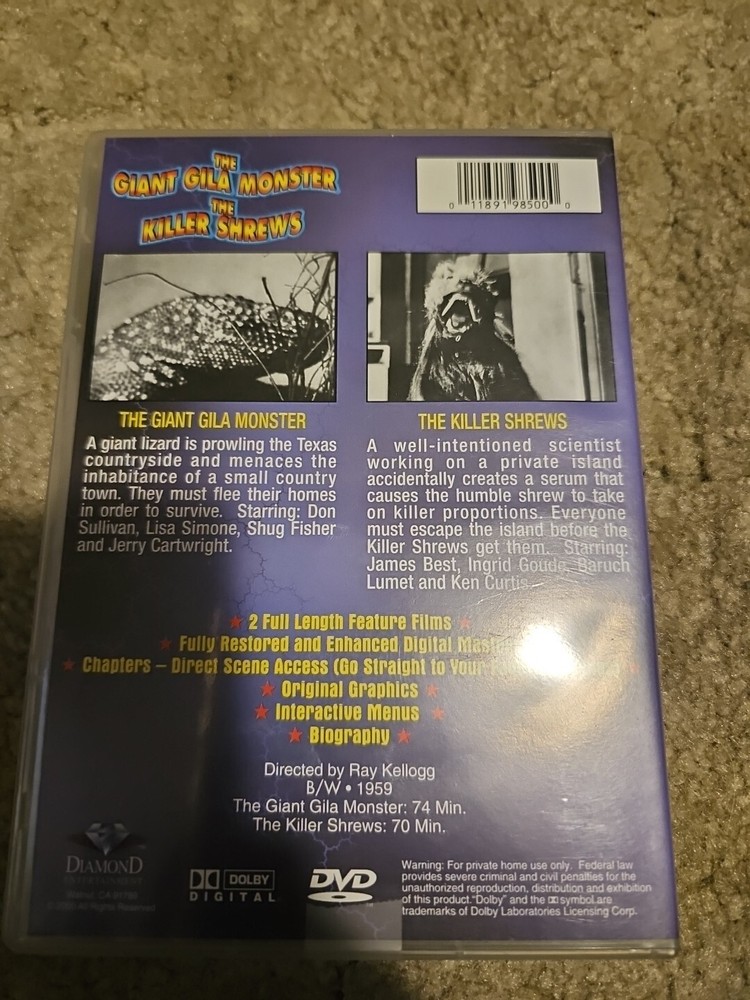 THE
GIANT GILA MONSTER
THE
KILLER SHREWS
0 11891 98500 0
THE GIANT GILA MONSTER
A giant lizard is prowling the Texas
countryside and menaces the
inhabitance of a small country
town. They must flee their homes
in order to survive. Starring: Don
Sullivan, Lisa Simone, Shug Fisher
and Jerry Cartwright.
THE KILLER SHREWS
A well-intentioned scientist
working on a private island
accidentally creates a serum that
causes the humble shrew to take
on killer proportions. Everyone
must escape the island before the
Killer Shrews get them. Starring:
James Best, Ingrid Goude, Baruch
Lumet and Ken Curtis.
2 Full Length Feature Films
Fully Restored and Enhanced Digital
Chapters – Direct Scene Access (Go Straight to Your
Original Graphics
Interactive Menus
Biography
Directed by Ray Kellogg
B/W • 1959
The Giant Gila Monster: 74 Min.
The Killer Shrews: 70 Min.
DIAMOND
ENTERTAINMENT
All Rights Reserved
DOLBY
DIGITAL
DVD
Warning: For private home use only. Federal law
provides severe criminal and civil penalties for the
unauthorized reproduction, distribution and exhibition
of this product."Dolby" and the symbol are
trademarks of Dolby Laboratories Licensing Corp.